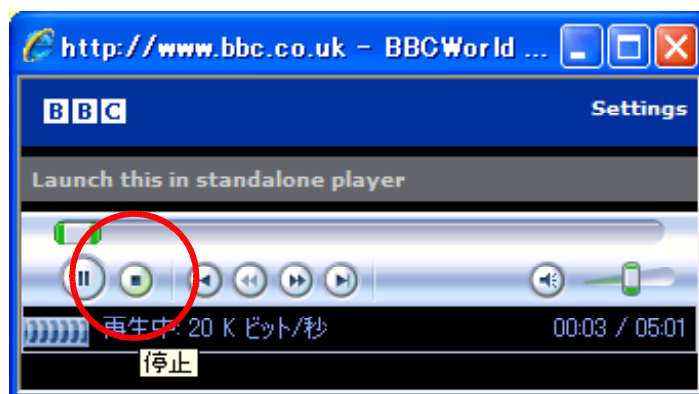 http://www.bbc.co.uk - BBCWorld ...
BBC
Settings
Launch this in standalone player
再生中: 20 K ビット/秒
00:03 / 05:01
停止